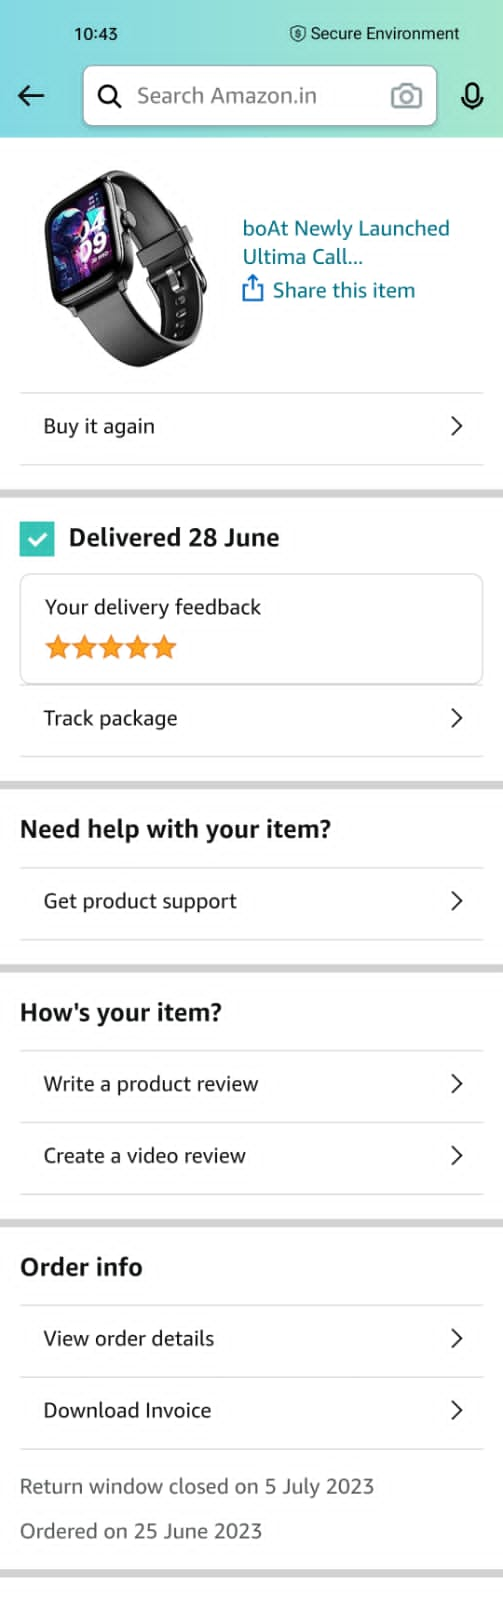 10:43
Secure Environment
Search Amazon.in
04
09
boAt Newly Launched
Ultima Call...
Share this item
Buy it again
Delivered 28 June
Your delivery feedback
Track package
Need help with your item?
Get product support
How's your item?
Write a product review
Create a video review
Order info
View order details
Download Invoice
Return window closed on 5 July 2023
Ordered on 25 June 2023